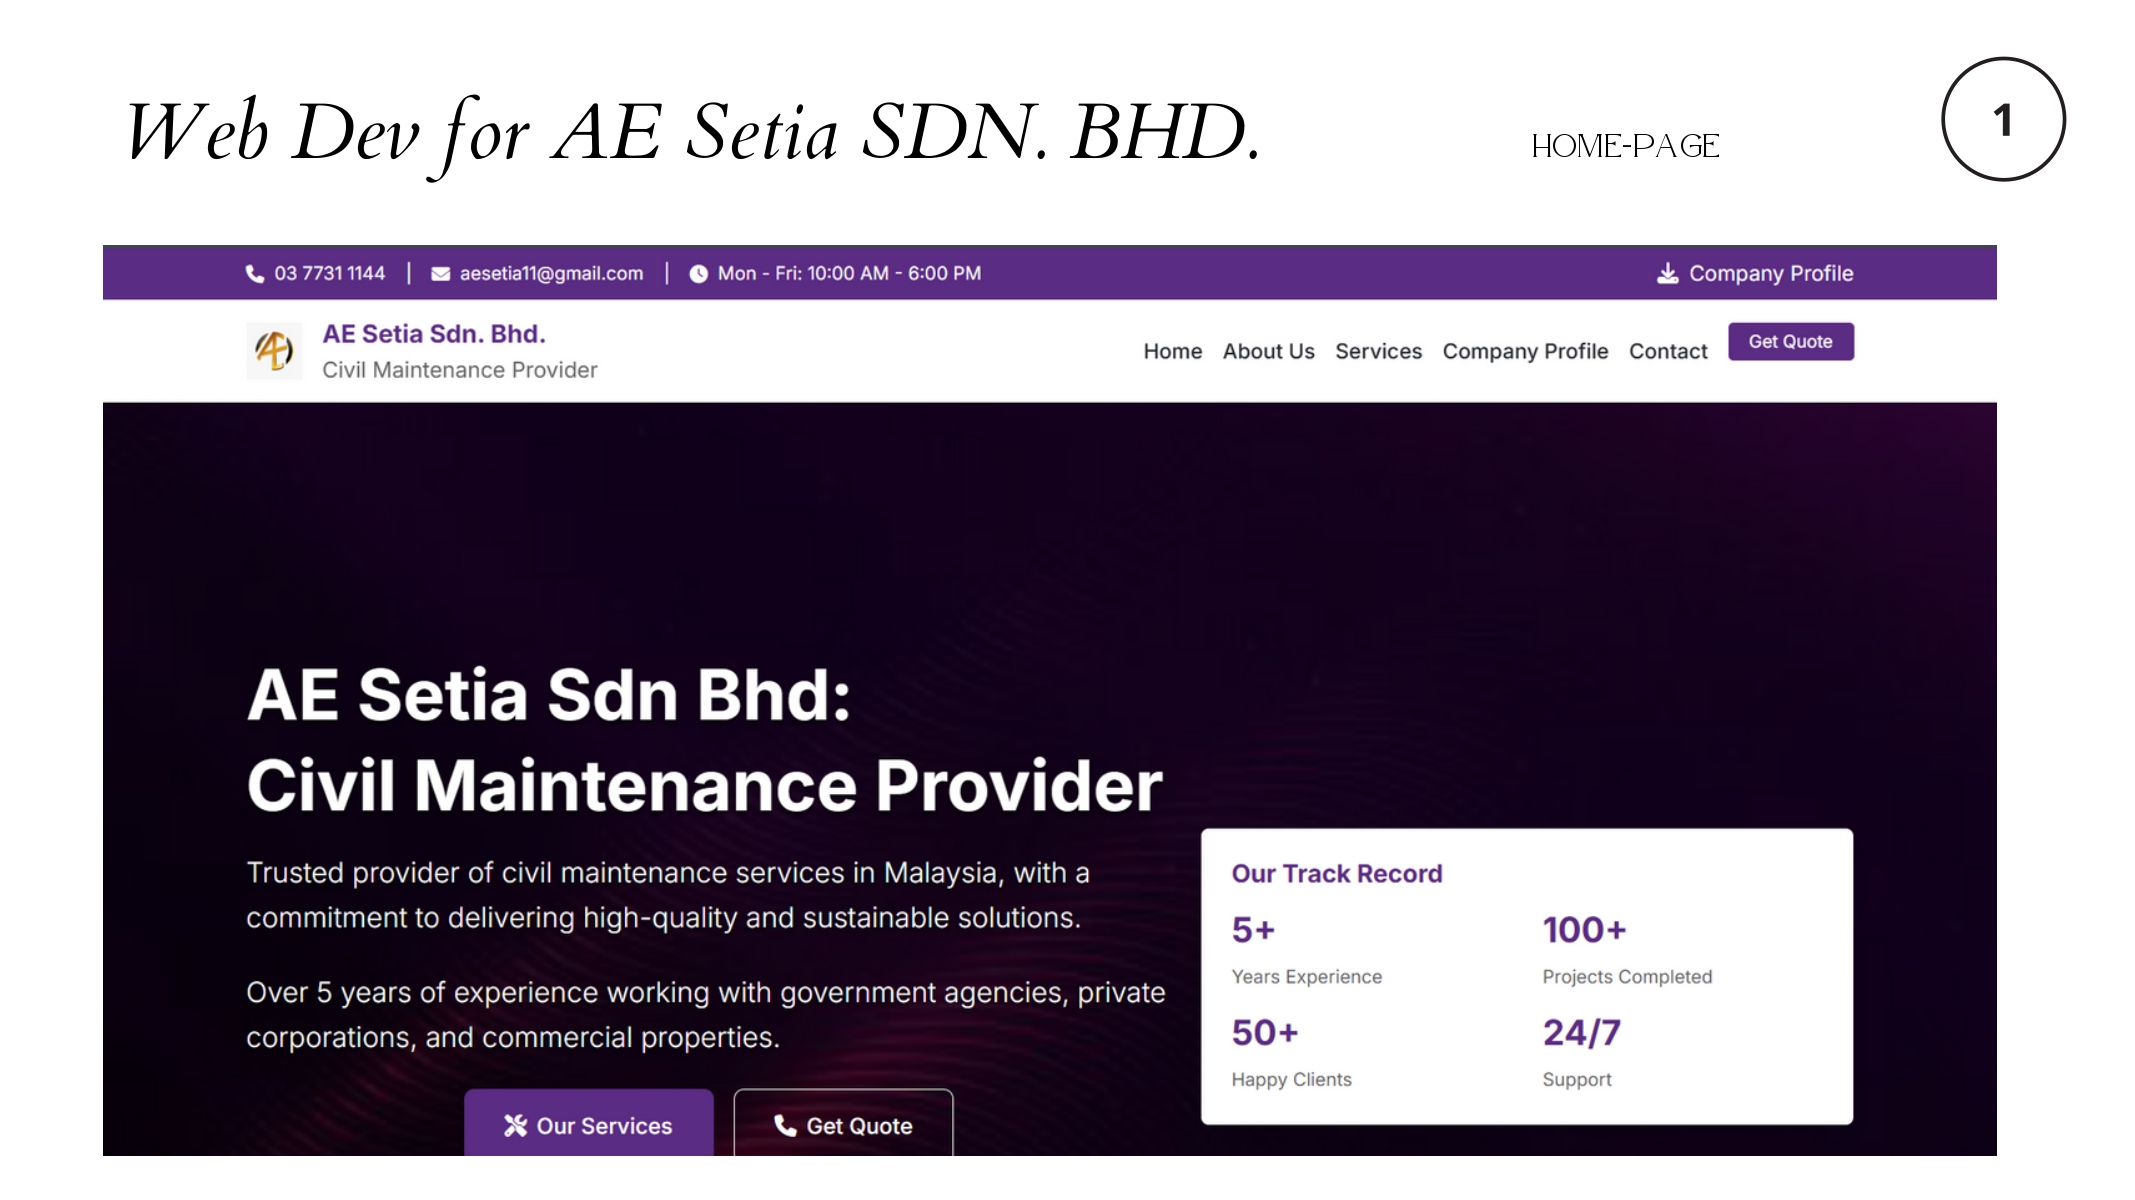 Web Dev for AE Setia SDN. BHD.
HOME-PAGE
1
03 7731 1144 | aesetia11@gmail.com | Mon - Fri: 10:00 AM - 6:00 PM
Company Profile
AE Setia Sdn. Bhd.
Civil Maintenance Provider
Home About Us Services Company Profile Contact Get Quote
AE Setia Sdn Bhd:
Civil Maintenance Provider
Trusted provider of civil maintenance services in Malaysia, with a
commitment to delivering high-quality and sustainable solutions.
Over 5 years of experience working with government agencies, private
corporations, and commercial properties.
Our Services
Get Quote
Our Track Record
5+
Years Experience
100+
Projects Completed
50+
Happy Clients
24/7
Support